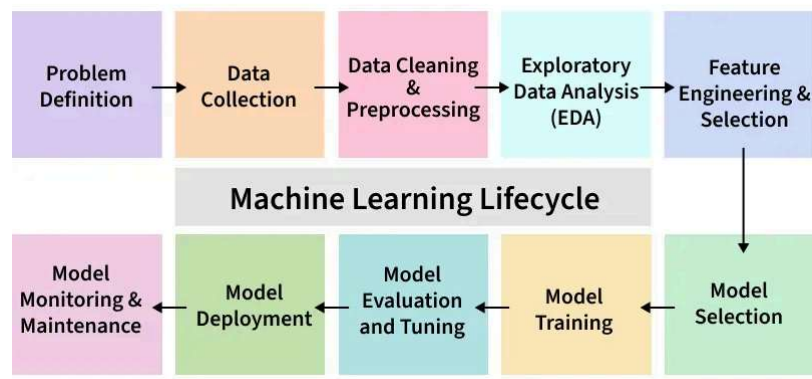 Problem
Definition
Data
Collection
Data Cleaning
&
Preprocessing
Exploratory
Data Analysis
(EDA)
Feature
Engineering &
Selection
Machine Learning Lifecycle
Model
Monitoring &
Maintenance
Model
Deployment
Model
Evaluation
and Tuning
Model
Training
Model
Selection